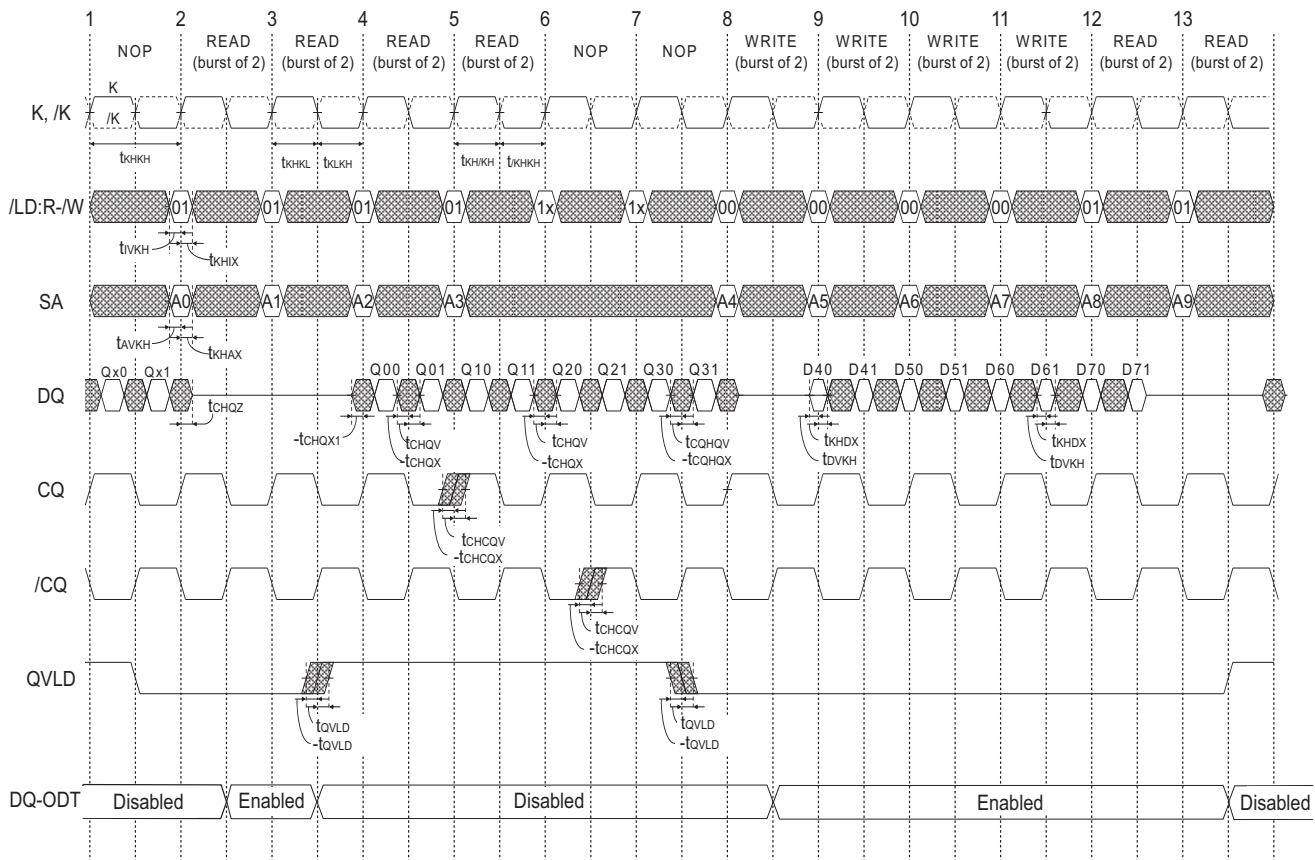 1 2 3 4 5 6 7 8 9 10 11 12 13
NOP READ READ READ READ NOP NOP WRITE WRITE WRITE WRITE READ READ
(burst of 2) (burst of 2) (burst of 2) (burst of 2) (burst of 2) (burst of 2) (burst of 2) (burst of 2) (burst of 2) (burst of 2)
K
K, /K
/K
tKHKH tKHKL tKLKH tKH/KH t/KHKH
/LD:R-/W 01 01 01 01 1x 1x 00 00 00 00 01 01
tIVKH
tKHIX
SA A0 A1 A2 A3 A4 A5 A6 A7 A8 A9
tAVKH
tKHAX
Qx0 Qx1 Q00 Q01 Q10 Q11 Q20 Q21 Q30 Q31 D40 D41 D50 D51 D60 D61 D70 D71
DQ
tCHQZ
-tCHQX1 tCHQV tCHQV tCQHQV tKHDX tKHDX
-tCHQX -tCHQX -tCQHQX tDVKH tDVKH
CQ
tCHCQV
-tCHCQX
/CQ
tCHCQV
-tCHCQX
QVLD
tQVLD tQVLD
-tQVLD -tQVLD
DQ-ODT Disabled Enabled Disabled Enabled Disabled